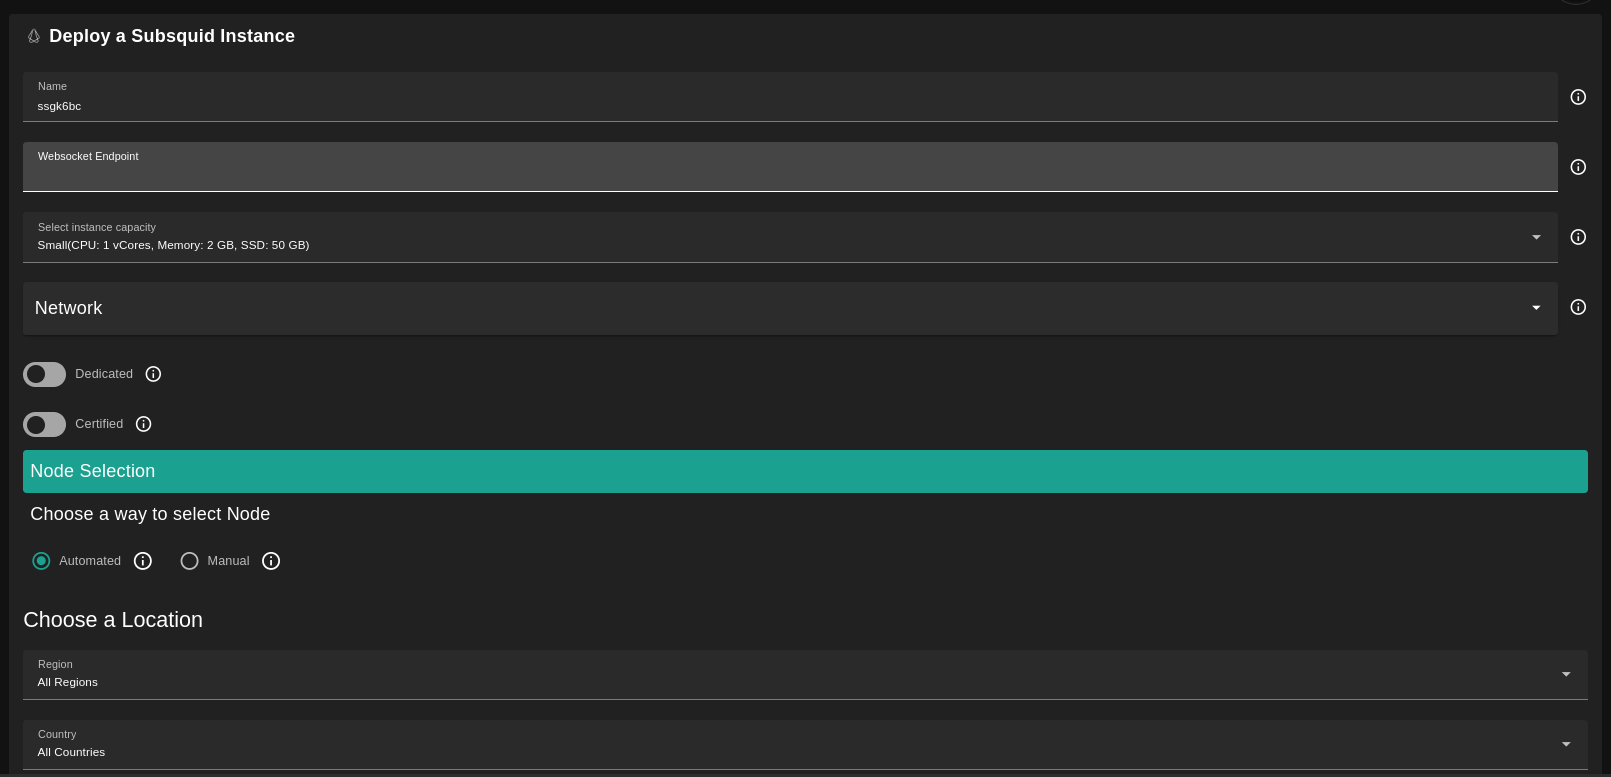 Deploy a Subsquid Instance
Name
ssgk6bc
Websocket Endpoint
Select instance capacity
Small(CPU: 1 vCores, Memory: 2 GB, SSD: 50 GB)
Network
Dedicated
Certified
Node Selection
Choose a way to select Node
Automated Manual
Choose a Location
Region
All Regions
Country
All Countries